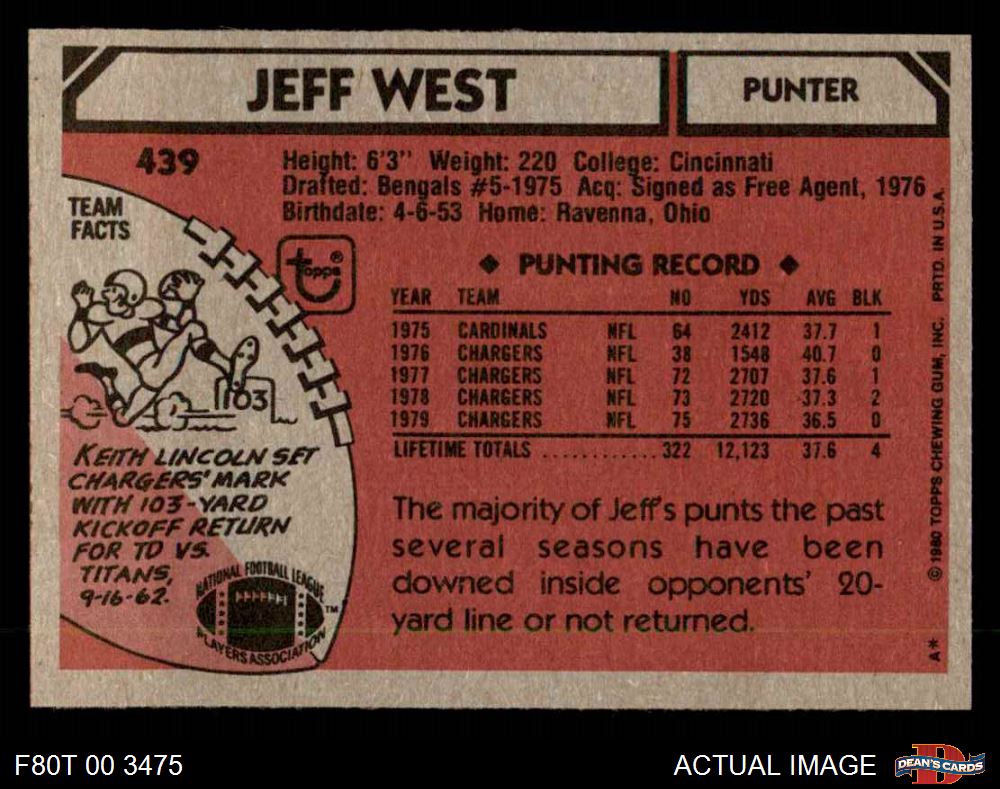 JEFF WEST
PUNTER
439
Height: 6'3" Weight: 220 College: Cincinnati
Drafted: Bengals #5-1975 Acq: Signed as Free Agent, 1976
Birthdate: 4-6-53 Home: Ravenna, Ohio
TEAM
FACTS
103
KEITH LINCOLN SET
CHARGERS' MARK
WITH 103-YARD
KICKOFF RETURN
FOR TD VS.
TITANS,
9-16-62.
NATIONAL FOOTBALL LEAGUE
PLAYERS ASSOCIATION
TM
topps®
◆ PUNTING RECORD ◆
YEAR TEAM NO YDS AVG BLK
1975 CARDINALS NFL 64 2412 37.7 1
1976 CHARGERS NFL 38 1548 40.7 0
1977 CHARGERS NFL 72 2707 37.6 1
1978 CHARGERS NFL 73 2720 37.3 2
1979 CHARGERS NFL 75 2736 36.5 0
LIFETIME TOTALS ............ 322 12,123 37.6 4
The majority of Jeff's punts the past
several seasons have been
downed inside opponents' 20-
yard line or not returned.
A* © 1980 TOPPS CHEWING GUM, INC. PRTD. IN U.S.A.
F80T 00 3475
ACTUAL IMAGE
D
DEAN'S CARDS